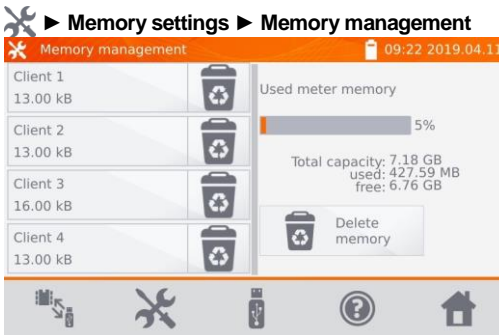 ► Memory settings ► Memory management
Memory management
09:22 2019.04.11
Client 1
13.00 kB
Client 2
13.00 kB
Client 3
16.00 kB
Client 4
13.00 kB
Used meter memory
5%
Total capacity: 7.18 GB
used: 427.59 MB
free: 6.76 GB
Delete
memory
?